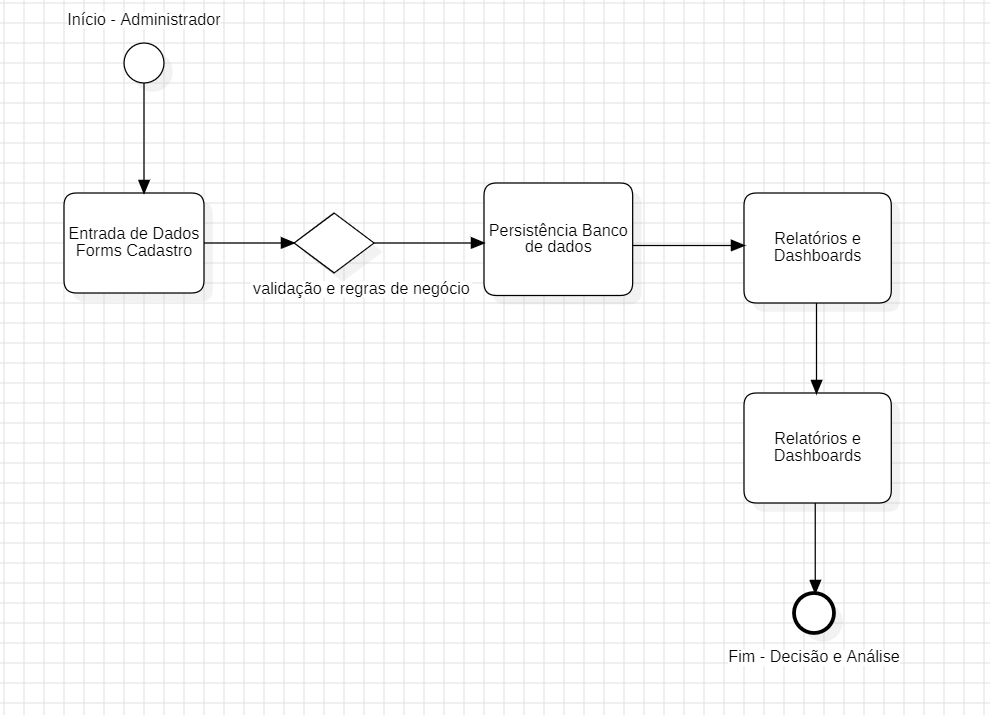 Início - Administrador
Entrada de Dados
Forms Cadastro
validação e regras de negócio
Persistência Banco
de dados
Relatórios e
Dashboards
Relatórios e
Dashboards
Fim - Decisão e Análise